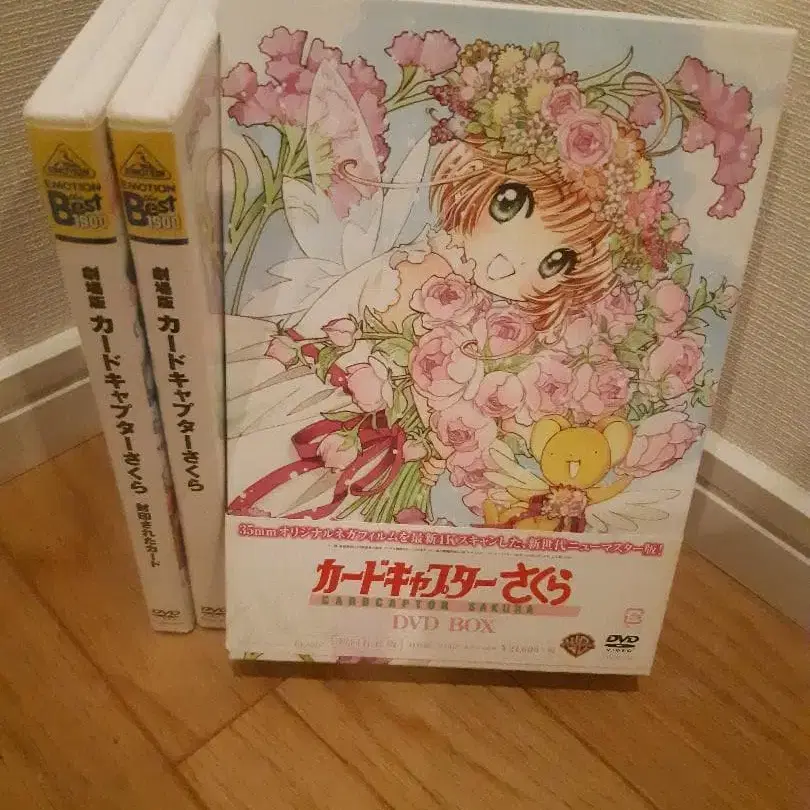 EMOTION
Best
1900
劇場版 カードキャプターさくら 封印されたカード
DVD
EMOTION
Best
1900
劇場版 カードキャプターさくら
DVD
35mmオリジナルネガフィルムを最新4Kスキャンした、新世代ニューマスター版!
カードキャプターさくら
CARDCAPTOR SAKURA
DVD BOX
DVD
VIDEO